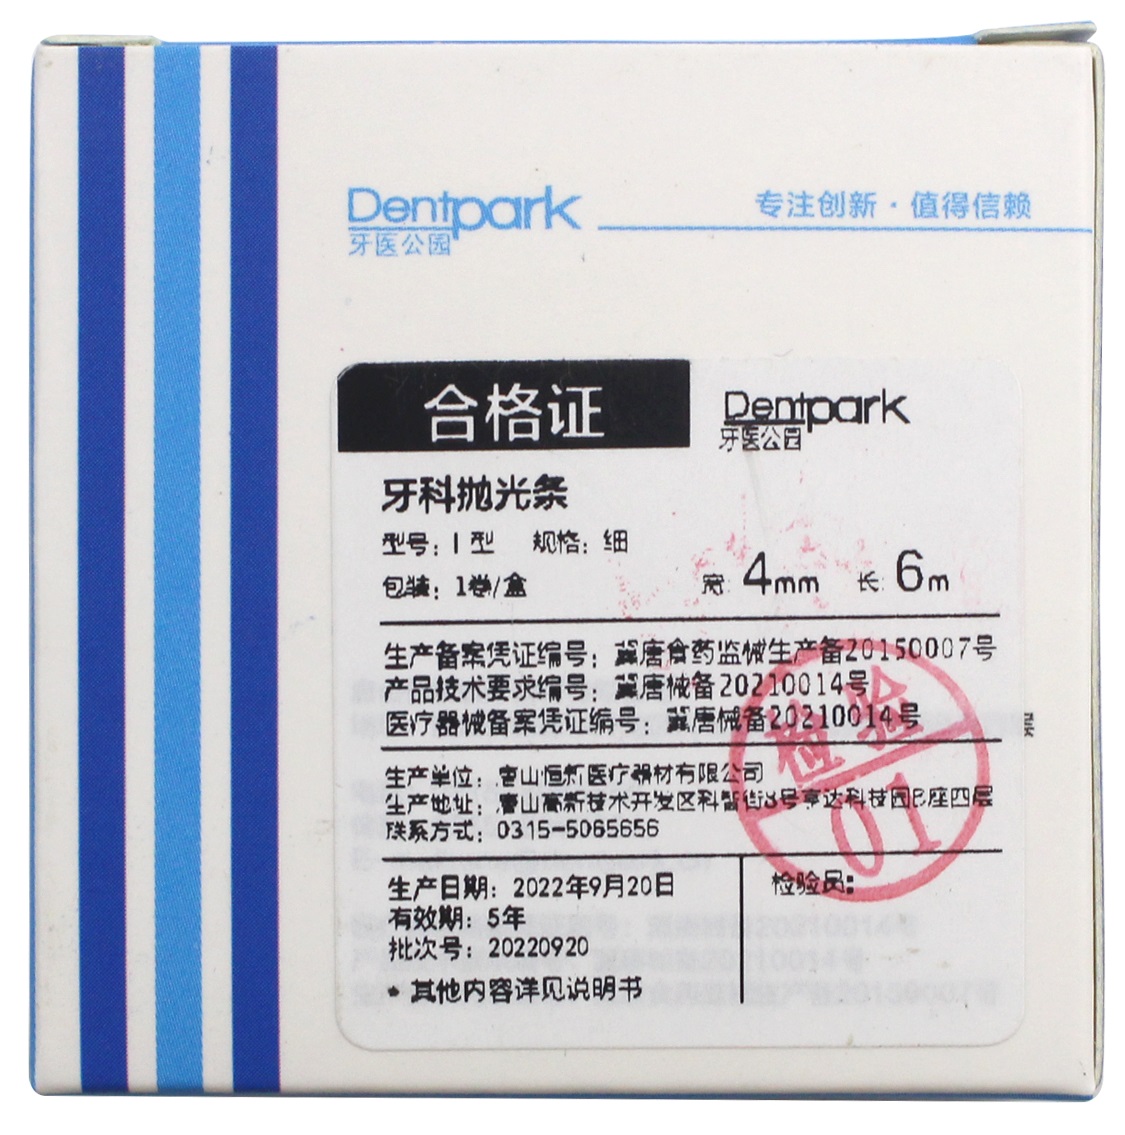 Dentpark
牙医公园
专注创新·值得信赖
合格证
Dentpark
牙医公园
牙科抛光条
型号：I 型 规格：细
包装：1卷/盒 宽：4mm 长：6m
生产备案凭证编号：冀唐食药监械生产备20150007号
产品技术要求编号：冀唐械备20210014号
医疗器械备案凭证编号：冀唐械备20210014号
生产单位：唐山恒新医疗器材有限公司
生产地址：唐山高新技术开发区科智街8号亨达科技园B座四层
联系方式：0315-5065656
生产日期：2022年9月20日
有效期：5年
批次号：20220920
* 其他内容详见说明书
检验员：
检验
01